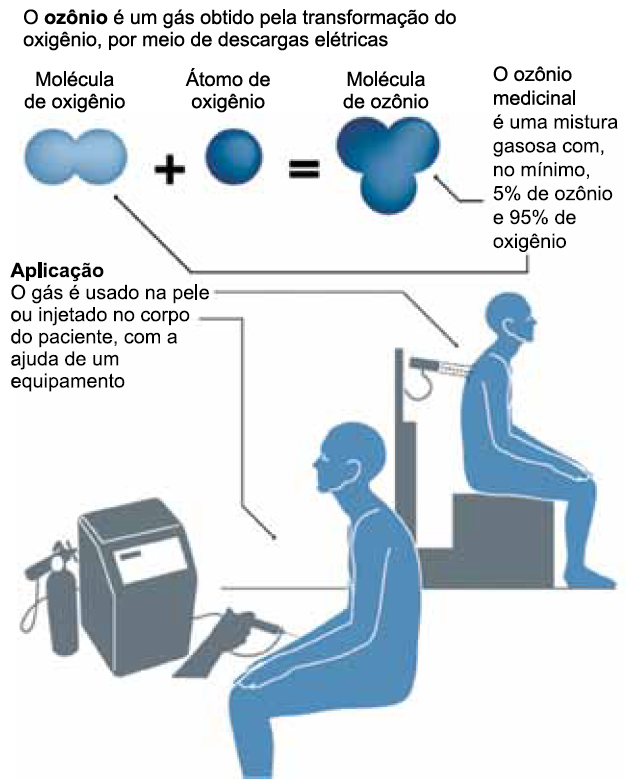 O ozônio é um gás obtido pela transformação do
oxigênio, por meio de descargas elétricas
Molécula
de oxigênio
Átomo de
oxigênio
Molécula
de ozônio
O ozônio
medicinal
é uma mistura
gasosa com,
no mínimo,
5% de ozônio
e 95% de
oxigênio
+
=
Aplicação
O gás é usado na pele
ou injetado no corpo
do paciente, com a
ajuda de um
equipamento